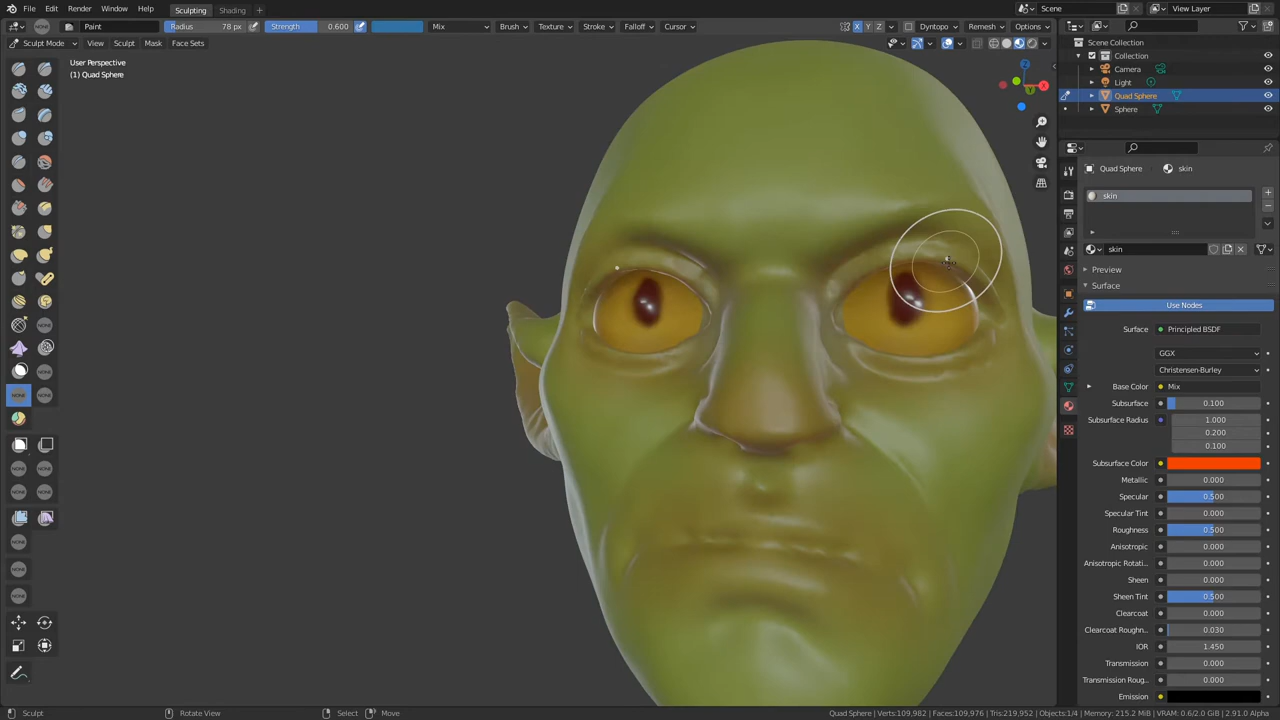 File Edit Render Window Help Sculpting Shading + Scene View Layer
Paint Radius 78 px Strength 0.600 Mix Brush Texture Stroke Falloff Cursor X Y Z Dyntopo Remesh Options
Sculpt Mode View Sculpt Mask Face Sets
User Perspective
(1) Quad Sphere
Scene Collection
Collection
Camera
Light
Quad Sphere
Sphere
Quad Sphere skin
skin
skin
Preview
Surface
Use Nodes
Surface Principled BSDF
GGX
Christensen-Burley
Base Color Mix
Subsurface 0.100
Subsurface Radius 1.000
0.200
0.100
Subsurface Color
Metallic 0.000
Specular 0.500
Specular Tint 0.000
Roughness 0.500
Anisotropic 0.000
Anisotropic Rotati... 0.000
Sheen 0.000
Sheen Tint 0.500
Clearcoat 0.000
Clearcoat Roughn... 0.030
IOR 1.450
Transmission 0.000
Transmission Roug... 0.000
Emission
Sculpt Rotate View Select Move Quad Sphere Verts:109,982 Faces:109,976 Tris:219,952 Objects:1/4 Memory: 215.2 MiB VRAM: 0.6/2.0 GiB 2.91.0 Alpha